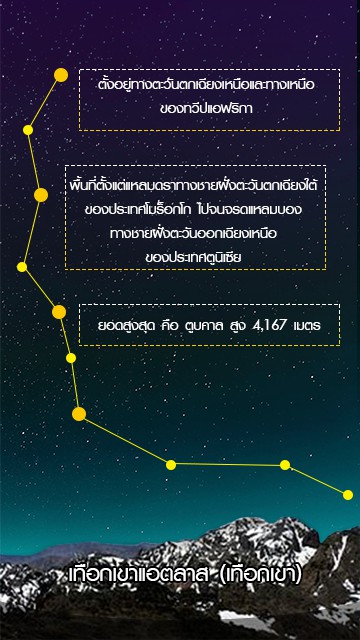 ตั้งอยู่ทางตะวันตกเฉียงเหนือและทางเหนือ
ของทวีปแอฟริกา
พื้นที่ตั้งแต่แหลมดราทางชายฝั่งตะวันตกเฉียงใต้
ของประเทศโมร็อกโก ไปจนจรดแหลมบอง
ทางชายฝั่งตะวันออกเฉียงเหนือ
ของประเทศตูนิเซีย
ยอดสูงสุด คือ ตูบคาล สูง 4,167 เมตร
เทือกเขาแอตลาส (เทือกเขา)